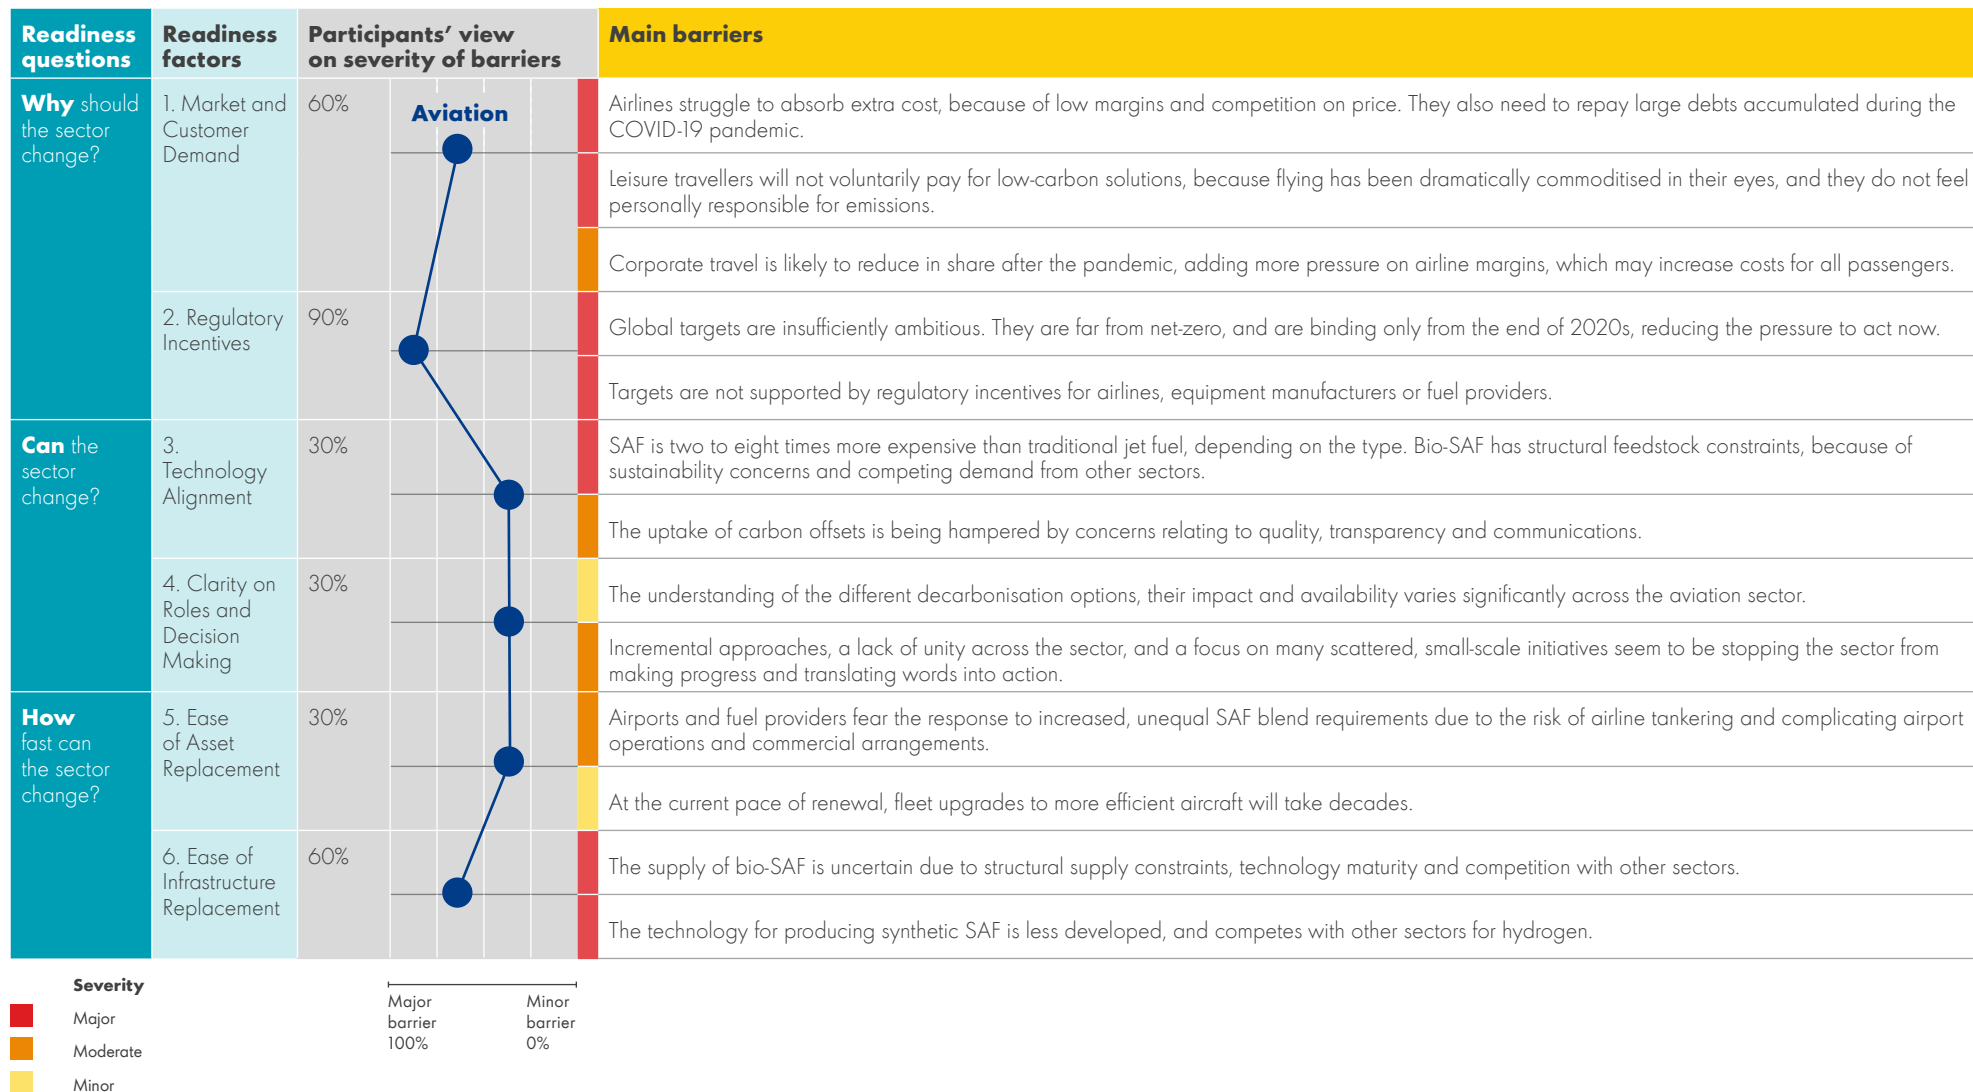 Readiness
questions
Readiness
factors
Participants’ view
on severity of barriers
Main barriers
Why should
the sector
change?
1. Market and
Customer
Demand
60%
Aviation
Airlines struggle to absorb extra cost, because of low margins and competition on price. They also need to repay large debts accumulated during the
COVID-19 pandemic.
Leisure travellers will not voluntarily pay for low-carbon solutions, because flying has been dramatically commoditised in their eyes, and they do not feel
personally responsible for emissions.
Corporate travel is likely to reduce in share after the pandemic, adding more pressure on airline margins, which may increase costs for all passengers.
2. Regulatory
Incentives
90%
Global targets are insufficiently ambitious. They are far from net-zero, and are binding only from the end of 2020s, reducing the pressure to act now.
Targets are not supported by regulatory incentives for airlines, equipment manufacturers or fuel providers.
Can the
sector
change?
3.
Technology
Alignment
30%
SAF is two to eight times more expensive than traditional jet fuel, depending on the type. Bio-SAF has structural feedstock constraints, because of
sustainability concerns and competing demand from other sectors.
The uptake of carbon offsets is being hampered by concerns relating to quality, transparency and communications.
4. Clarity on
Roles and
Decision
Making
30%
The understanding of the different decarbonisation options, their impact and availability varies significantly across the aviation sector.
Incremental approaches, a lack of unity across the sector, and a focus on many scattered, small-scale initiatives seem to be stopping the sector from
making progress and translating words into action.
How
fast can
the sector
change?
5. Ease
of Asset
Replacement
30%
Airports and fuel providers fear the response to increased, unequal SAF blend requirements due to the risk of airline tankering and complicating airport
operations and commercial arrangements.
At the current pace of renewal, fleet upgrades to more efficient aircraft will take decades.
6. Ease of
Infrastructure
Replacement
60%
The supply of bio-SAF is uncertain due to structural supply constraints, technology maturity and competition with other sectors.
The technology for producing synthetic SAF is less developed, and competes with other sectors for hydrogen.
Severity
Major
Moderate
Minor
Major
barrier
100%
Minor
barrier
0%